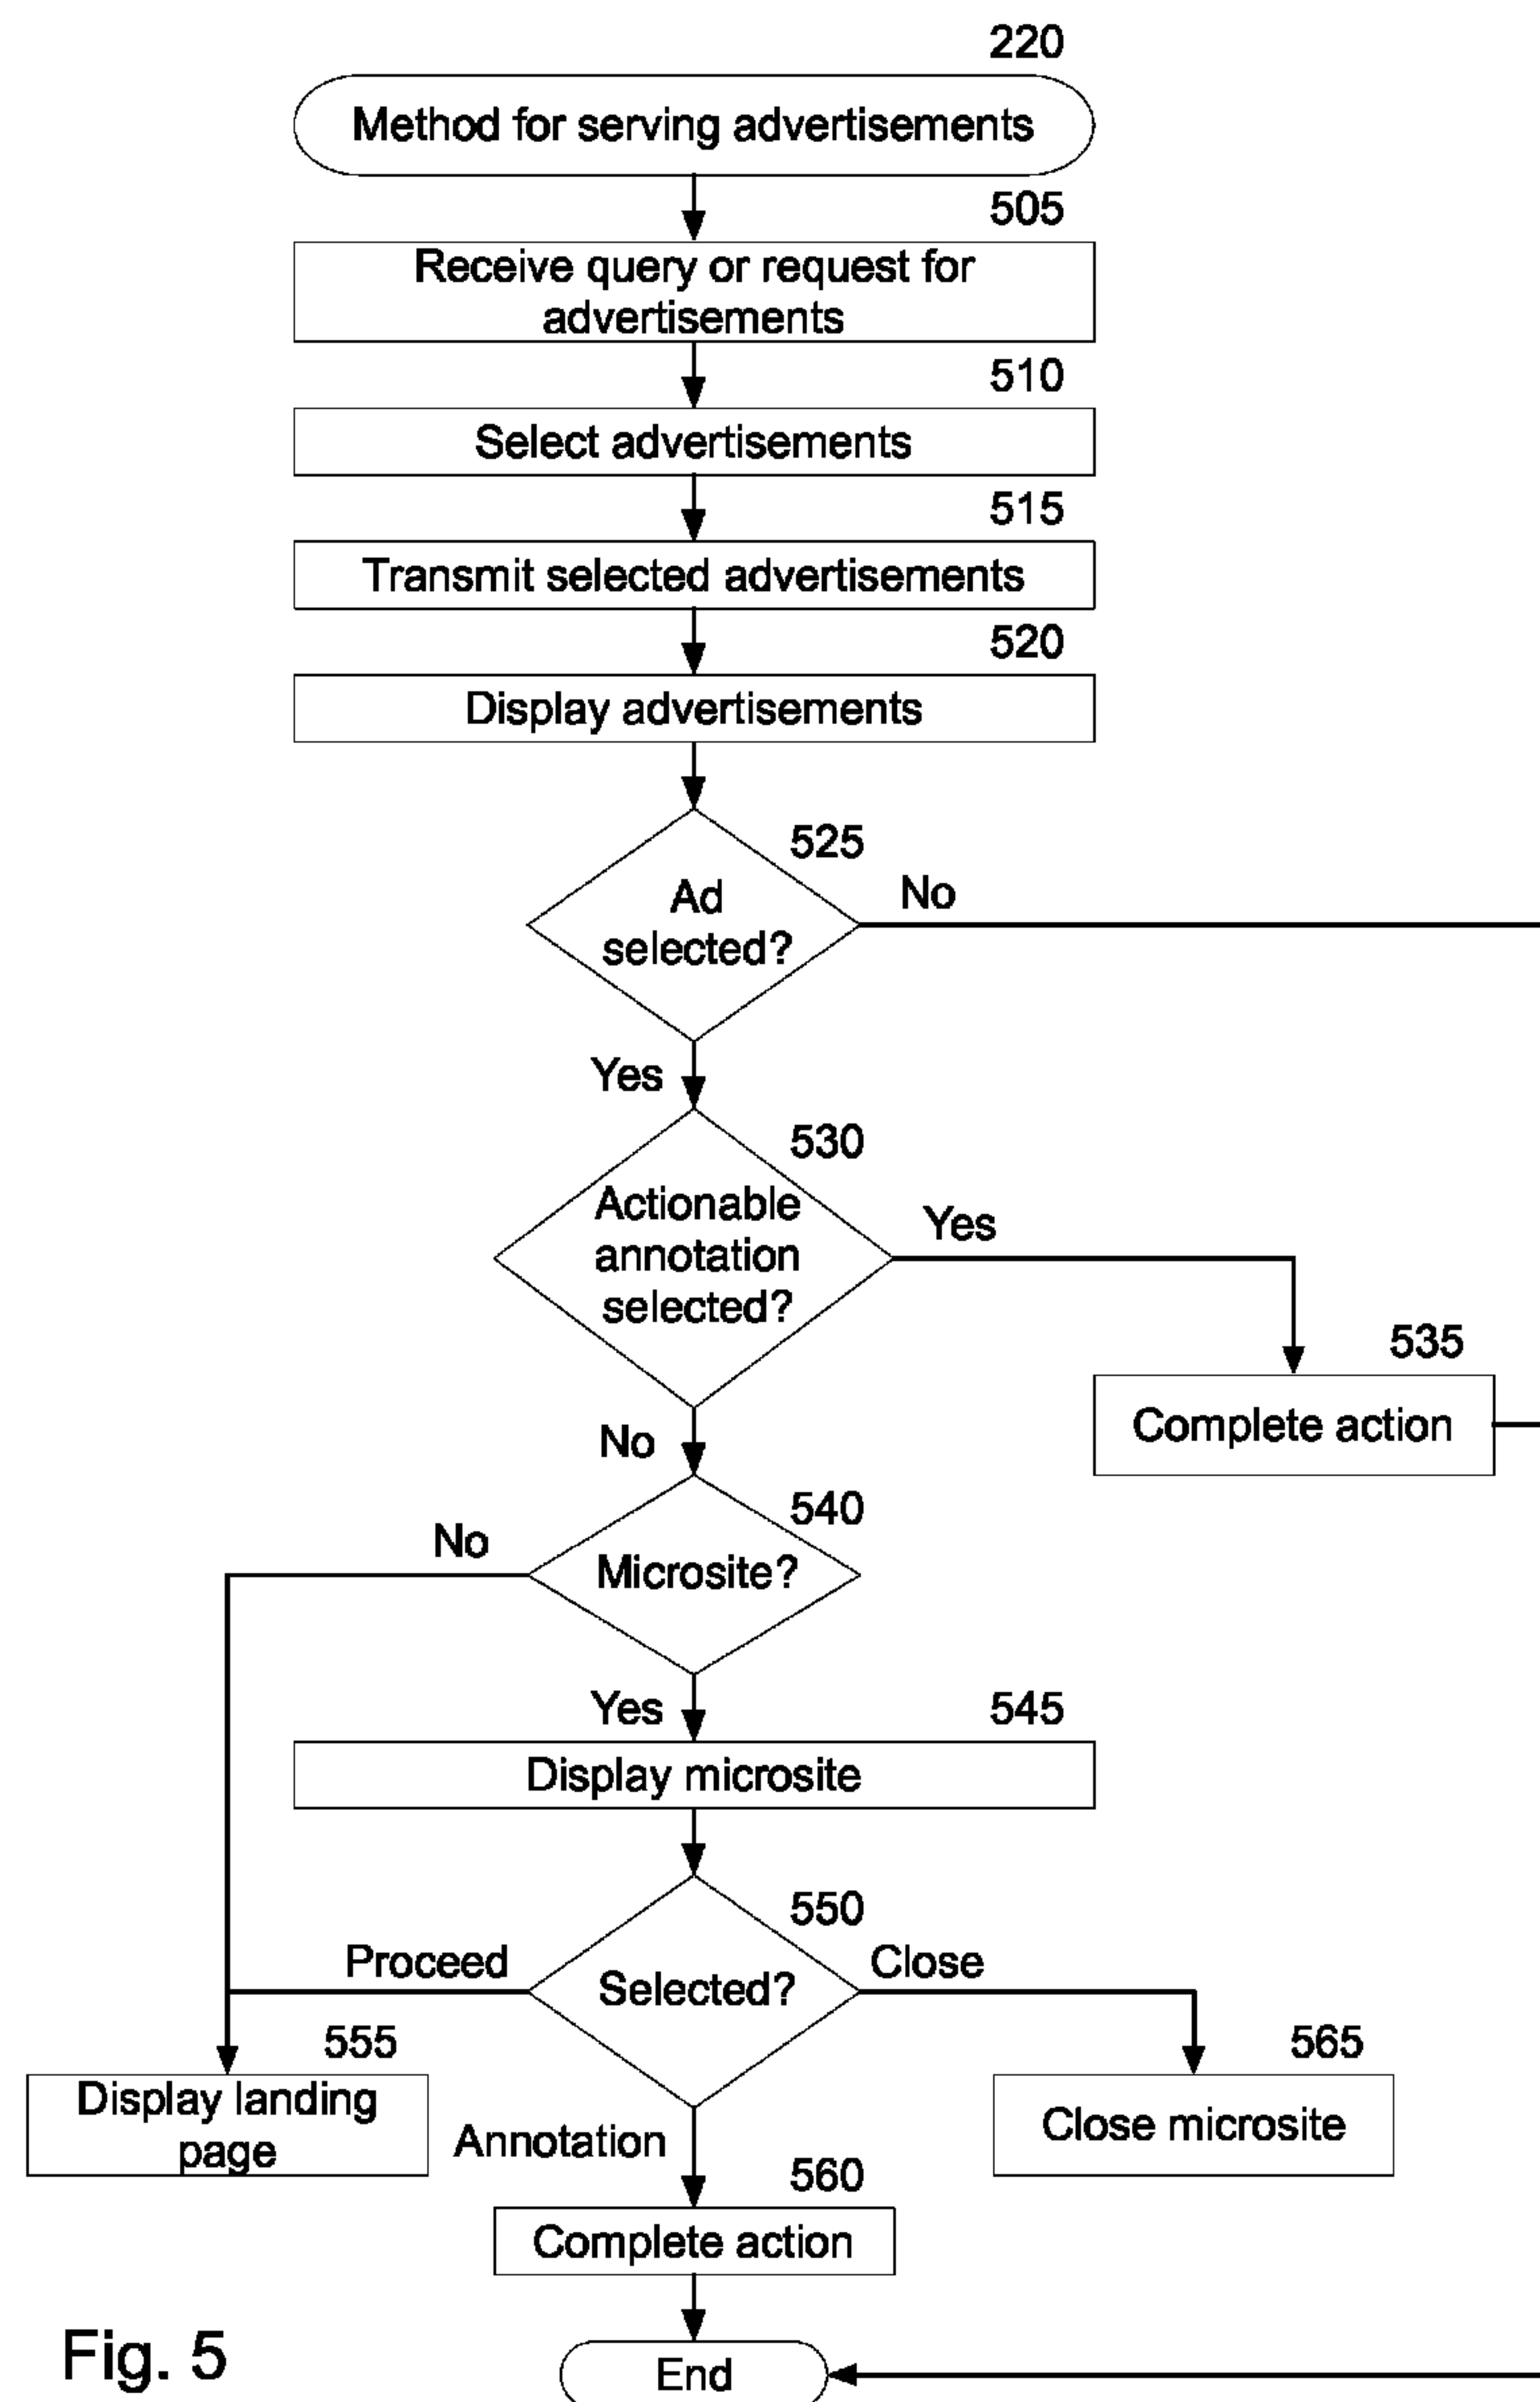 220
Method for serving advertisements
505
Receive query or request for
advertisements
510
Select advertisements
515
Transmit selected advertisements
520
Display advertisements
525
Ad
selected?
No
Yes
530
Actionable
annotation
selected?
Yes
535
Complete action
No
540
Microsite?
No
Yes
545
Display microsite
550
Selected?
Proceed
Close
555
Display landing
page
565
Close microsite
Annotation
560
Complete action
End
Fig. 5